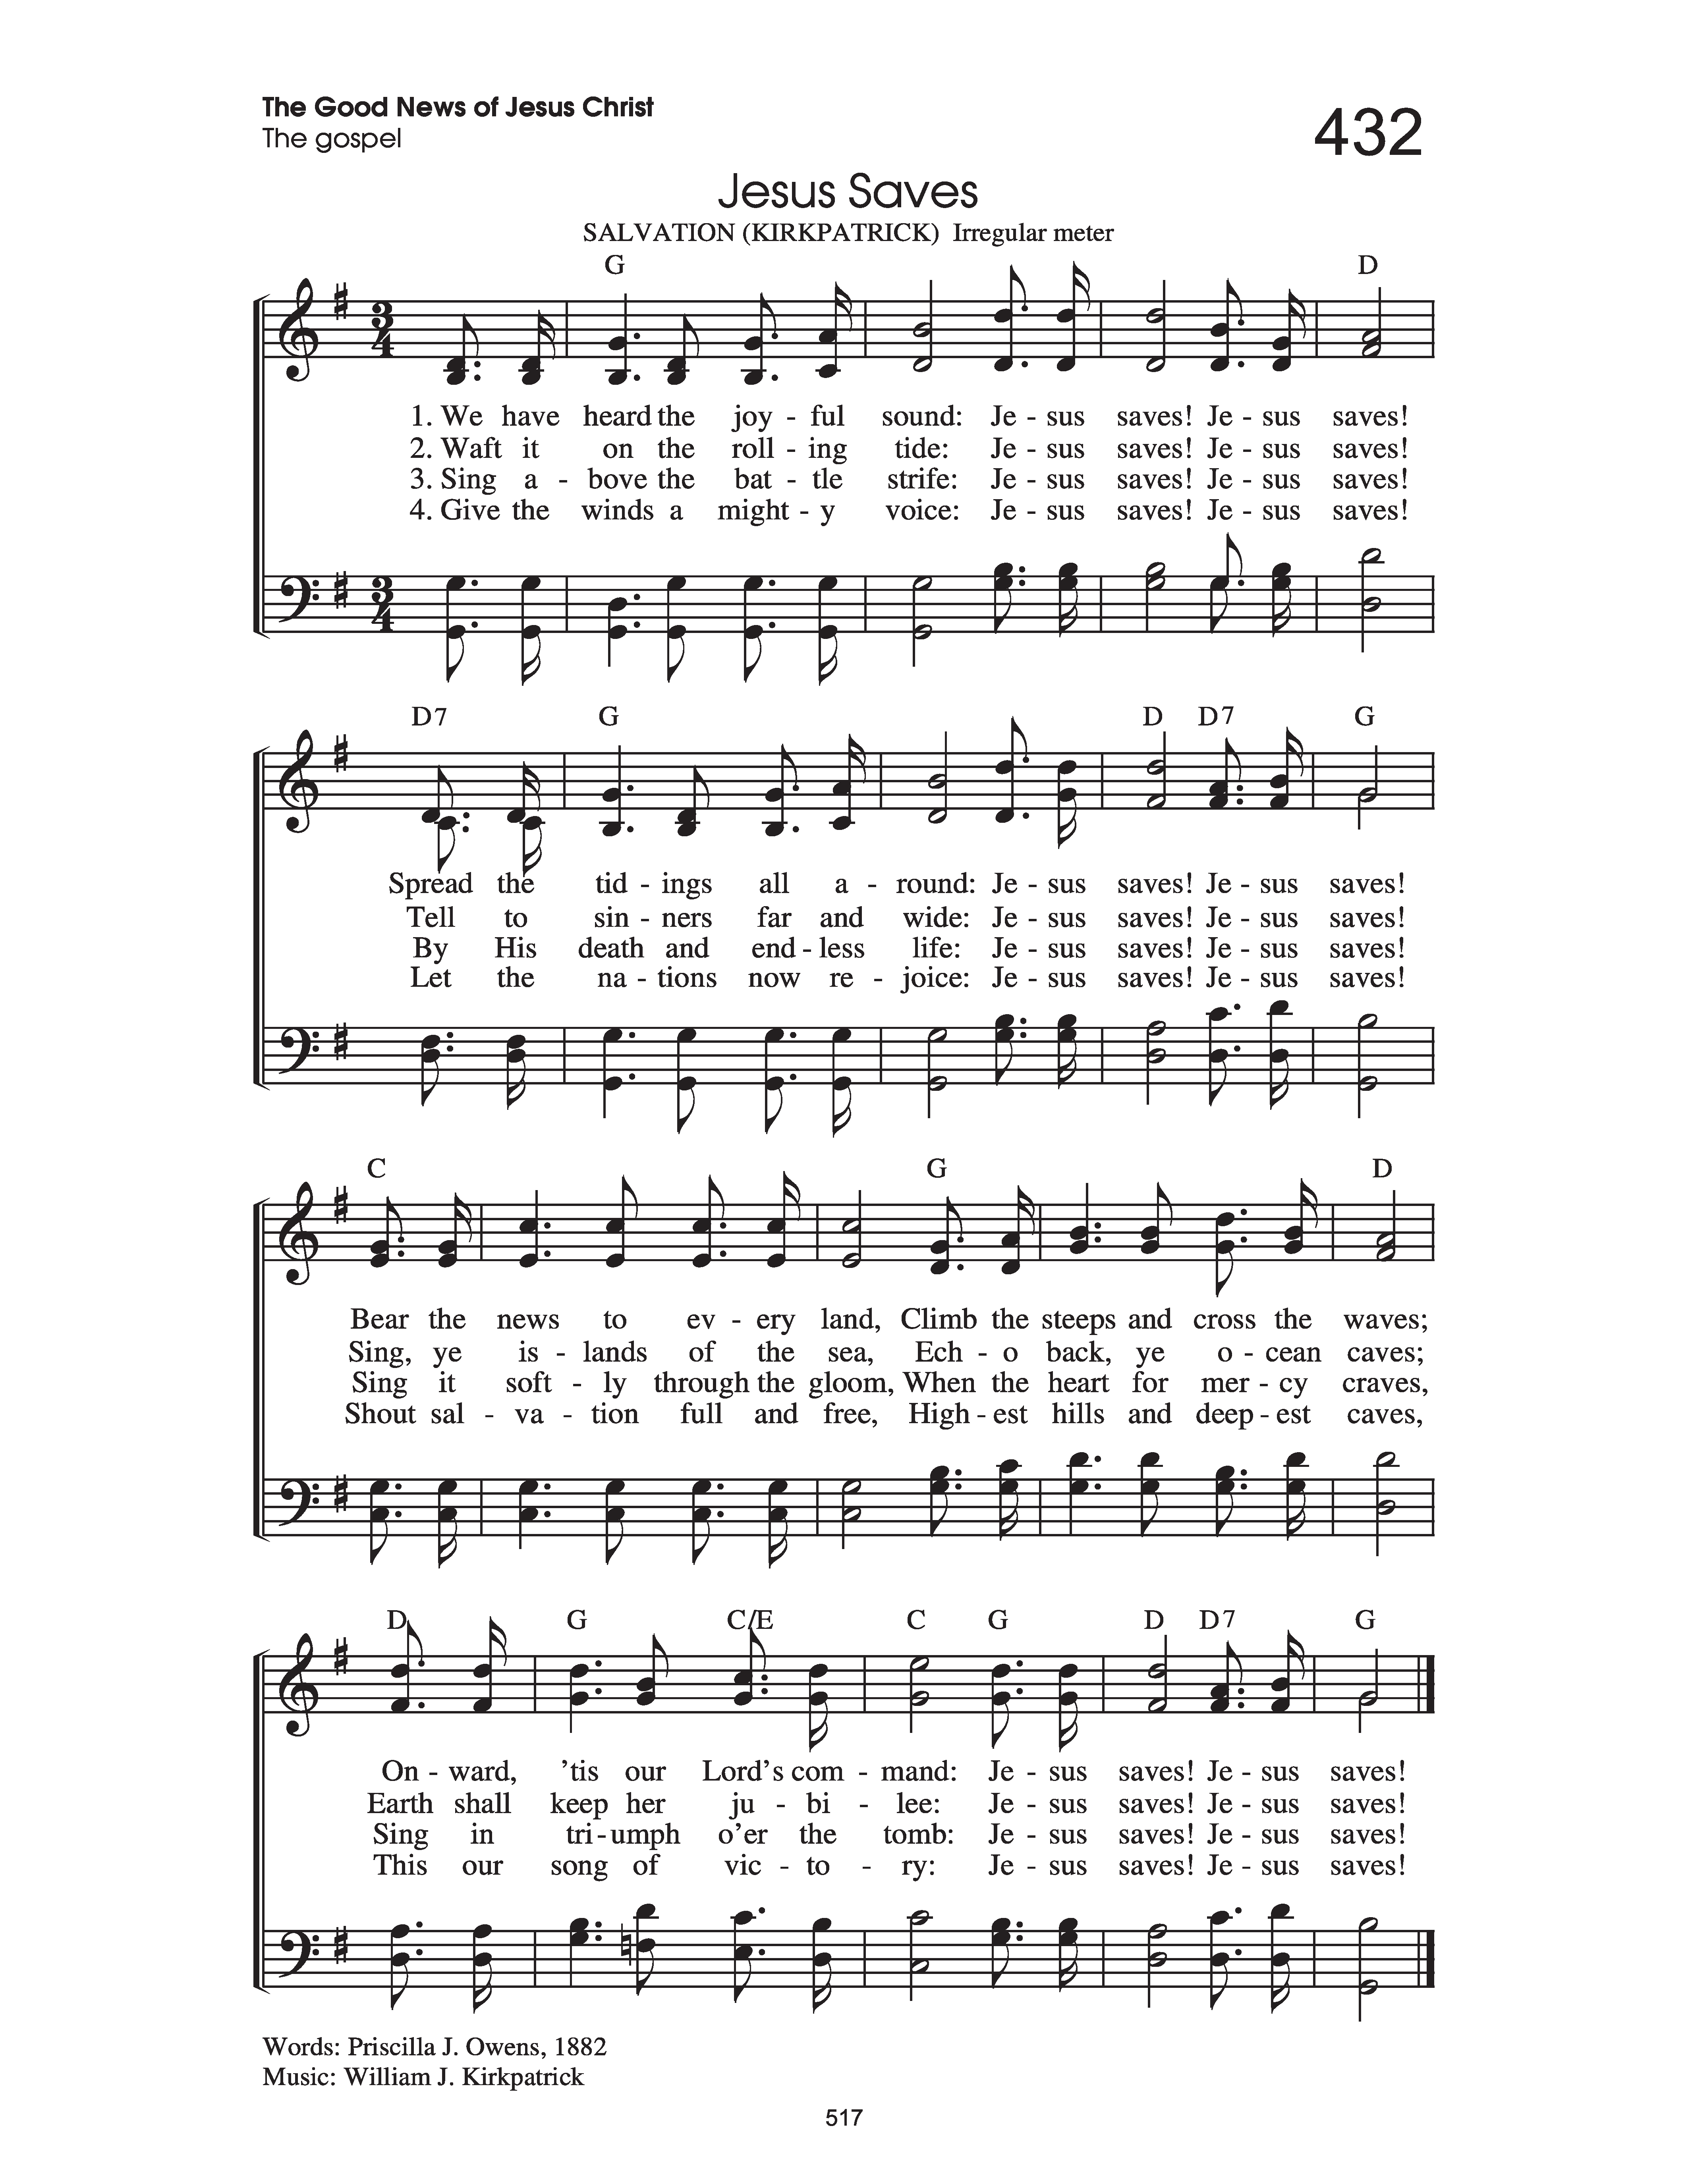 The Good News of Jesus Christ
The gospel
432
Jesus Saves
SALVATION (KIRKPATRICK) Irregular meter
G D
3 4
1. We have heard the joy - ful sound: Je - sus saves! Je - sus saves!
2. Waft it on the roll - ing tide: Je - sus saves! Je - sus saves!
3. Sing a - bove the bat - tle strife: Je - sus saves! Je - sus saves!
4. Give the winds a might - y voice: Je - sus saves! Je - sus saves!
3 4
D7 G D D7 G
Spread the tid - ings all a - round: Je - sus saves! Je - sus saves!
Tell to sin - ners far and wide: Je - sus saves! Je - sus saves!
By His death and end - less life: Je - sus saves! Je - sus saves!
Let the na - tions now re - joice: Je - sus saves! Je - sus saves!
C G D
Bear the news to ev - ery land, Climb the steeps and cross the waves;
Sing, ye is - lands of the sea, Ech - o back, ye o - cean caves;
Sing it soft - ly through the gloom, When the heart for mer - cy craves,
Shout sal - va - tion full and free, High - est hills and deep - est caves,
D G C/E C G D D7 G
On - ward, ’tis our Lord’s com - mand: Je - sus saves! Je - sus saves!
Earth shall keep her ju - bi - lee: Je - sus saves! Je - sus saves!
Sing in tri - umph o’er the tomb: Je - sus saves! Je - sus saves!
This our song of vic - to - ry: Je - sus saves! Je - sus saves!
Words: Priscilla J. Owens, 1882
Music: William J. Kirkpatrick
517